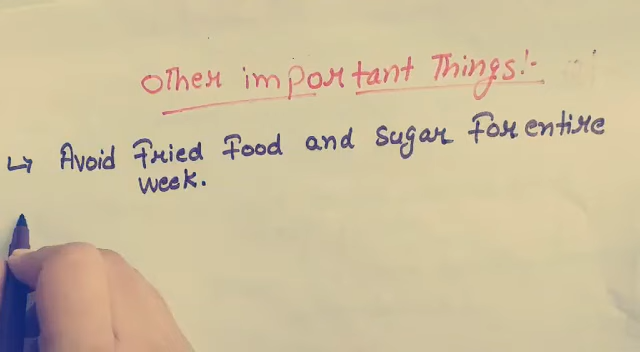 Other important Things:-
↳ Avoid Fried Food and sugar For entire
week.